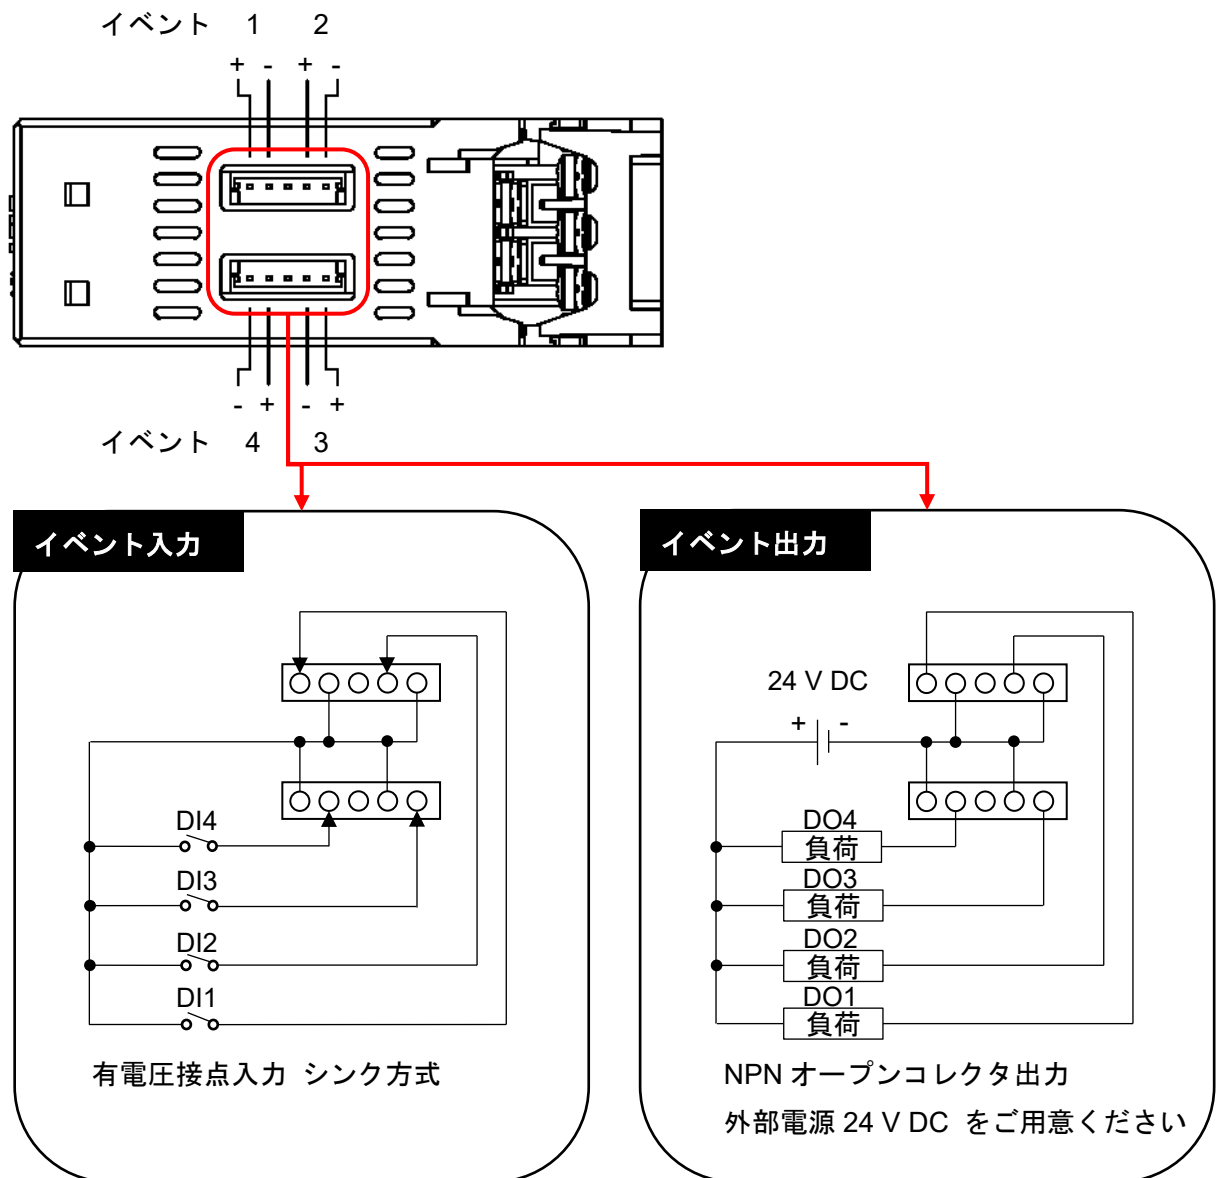 イベント 1 2
+ - + -
- + - +
イベント 4 3
イベント入力
DI4
DI3
DI2
DI1
有電圧接点入力 シンク方式
イベント出力
24 V DC
+ -
DO4
負荷
DO3
負荷
DO2
負荷
DO1
負荷
NPN オープンコレクタ出力
外部電源 24 V DC をご用意ください